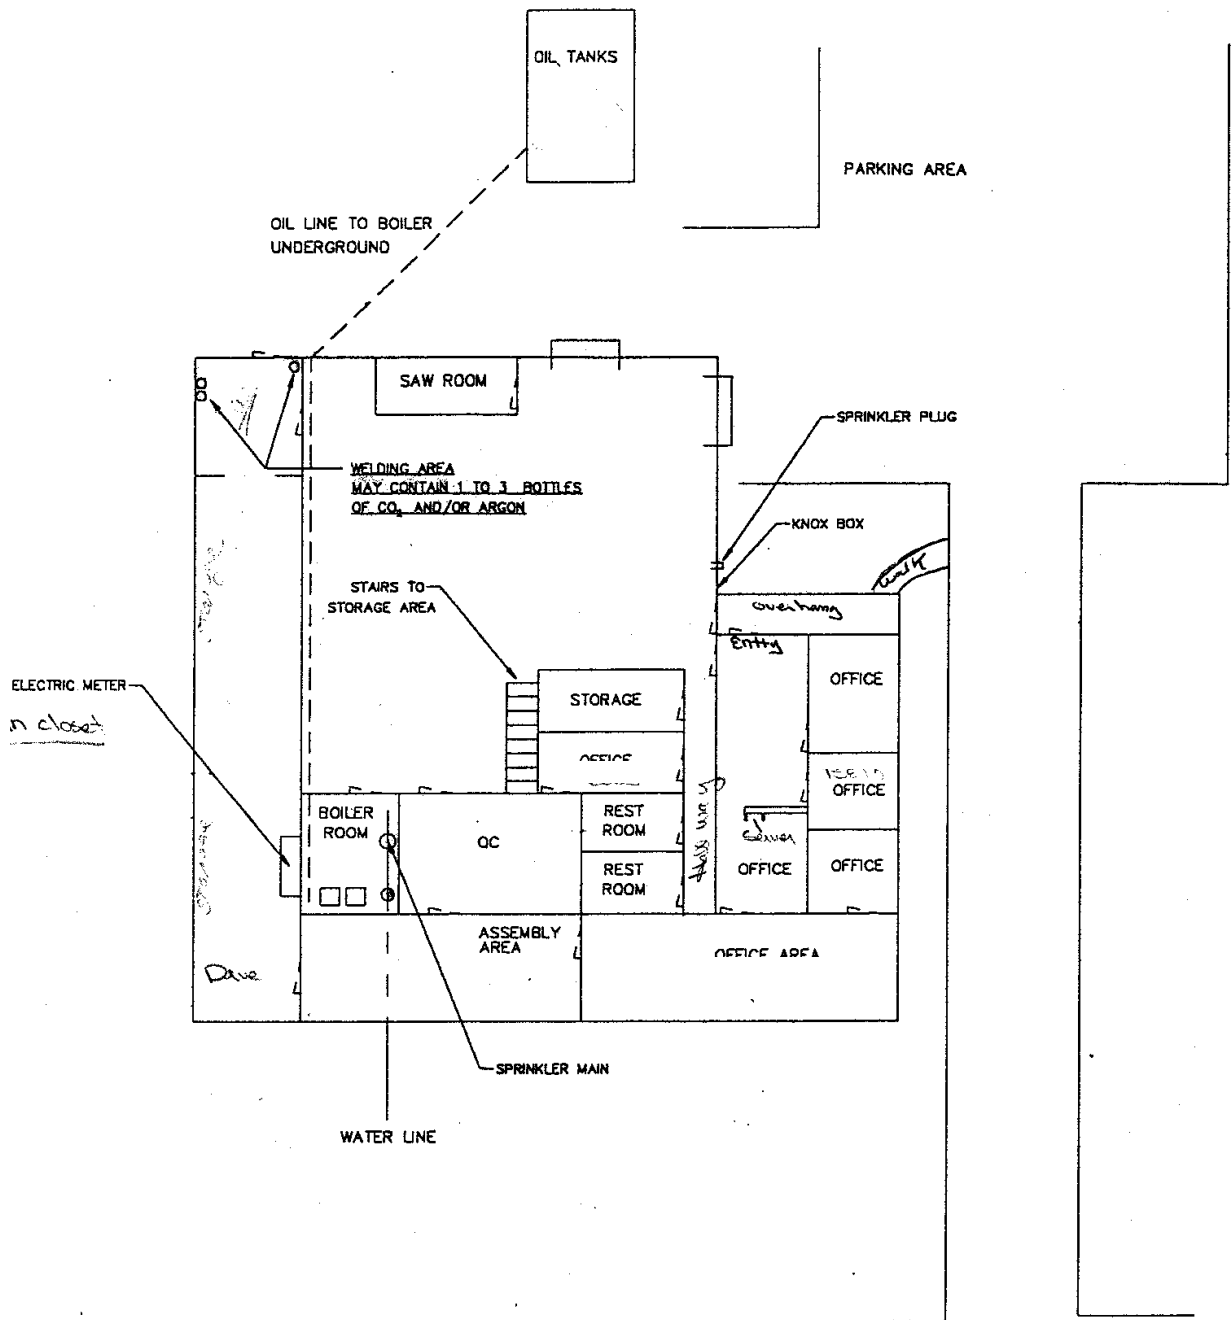 OIL TANKS
PARKING AREA
OIL LINE TO BOILER
UNDERGROUND
SAW ROOM
SPRINKLER PLUG
WELDING AREA
MAY CONTAIN 1 TO 3 BOTTLES
OF CO₂ AND/OR ARGON
KNOX BOX
walk
STAIRS TO
STORAGE AREA
overhang
Entry
ELECTRIC METER
n closet
STORAGE
OFFICE
OFFICE
OFFICE
BOILER
ROOM
QC
REST
ROOM
REST
ROOM
Hall way
Server
OFFICE
OFFICE
ASSEMBLY
AREA
OFFICE AREA
Dave
SPRINKLER MAIN
WATER LINE